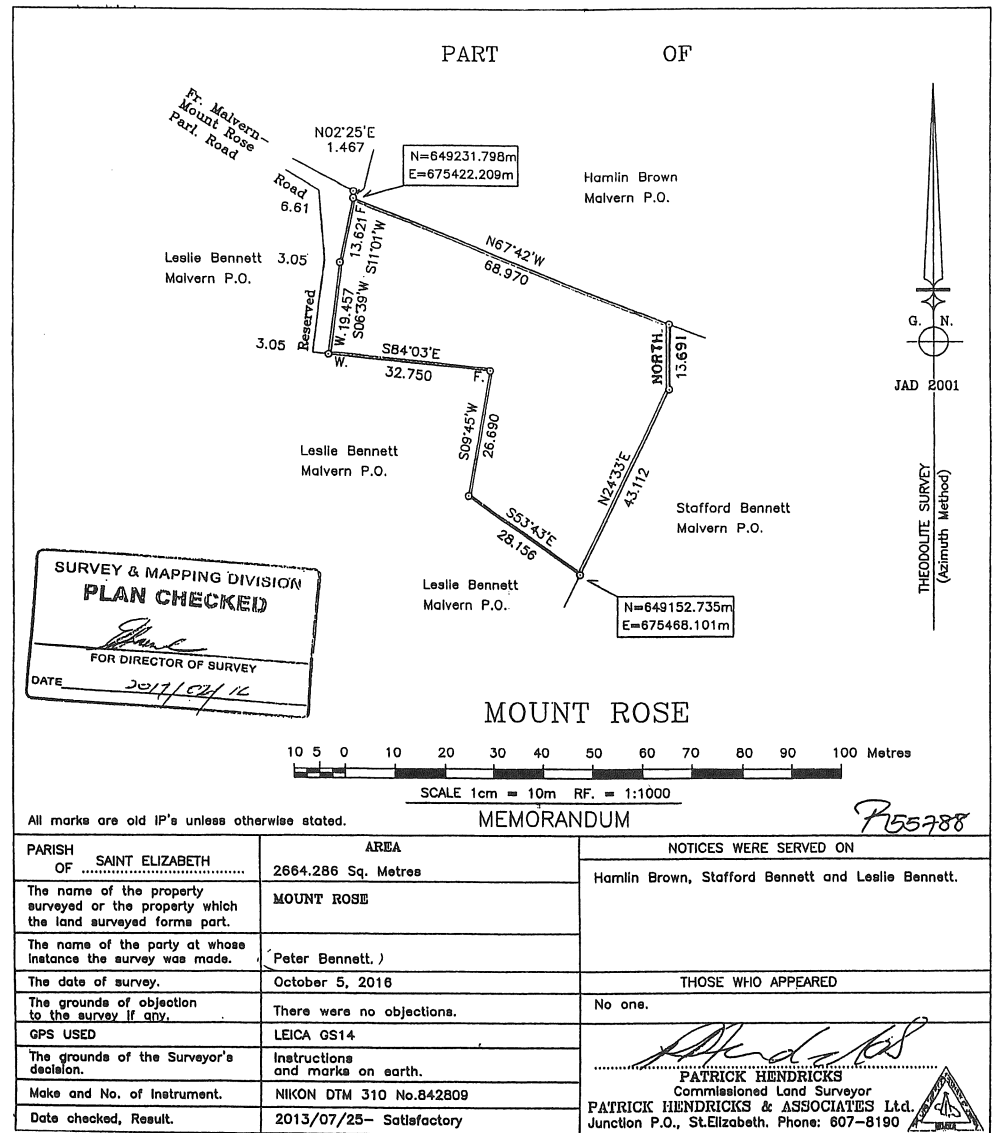 PART OF
Fr. Malvern-
Mount Rose
Parl. Road
N02°25'E
1.467
N=649231.798m
E=675422.209m
Hamlin Brown
Malvern P.O.
Road
6.61
F.
13.621
S11°01'W
N67°42'W
68.970
Leslie Bennett
Malvern P.O.
3.05
W.
19.457
S06°39'W
Reserved
3.05
W.
S84°03'E
32.750
F.
NORTH.
13.691
G. N.
JAD 2001
S09°45'W
26.690
Leslie Bennett
Malvern P.O.
N24°33'E
43.112
Stafford Bennett
Malvern P.O.
THEODOLITE SURVEY
(Azimuth Method)
S53°43'E
28.156
Leslie Bennett
Malvern P.O.
N=649152.735m
E=675468.101m
SURVEY & MAPPING DIVISION
PLAN CHECKED
FOR DIRECTOR OF SURVEY
DATE
MOUNT ROSE
10 5 0 10 20 30 40 50 60 70 80 90 100 Metres
SCALE 1cm = 10m RF. = 1:1000
All marks are old IP's unless otherwise stated.
MEMORANDUM
PARISH
OF SAINT ELIZABETH
AREA
2664.286 Sq. Metres
NOTICES WERE SERVED ON
Hamlin Brown, Stafford Bennett and Leslie Bennett.
The name of the property
surveyed or the property which
the land surveyed forms part.
MOUNT ROSE
The name of the party at whose
instance the survey was made.
Peter Bennett.
The date of survey.
October 5, 2016
THOSE WHO APPEARED
The grounds of objection
to the survey if any.
There were no objections.
No one.
GPS USED
LEICA GS14
The grounds of the Surveyor's
decision.
Instructions
and marks on earth.
Make and No. of Instrument.
NIKON DTM 310 No.842809
Date checked, Result.
2013/07/25- Satisfactory
PATRICK HENDRICKS
Commissioned Land Surveyor
PATRICK HENDRICKS & ASSOCIATES Ltd.
Junction P.O., St.Elizabeth. Phone: 607-8190